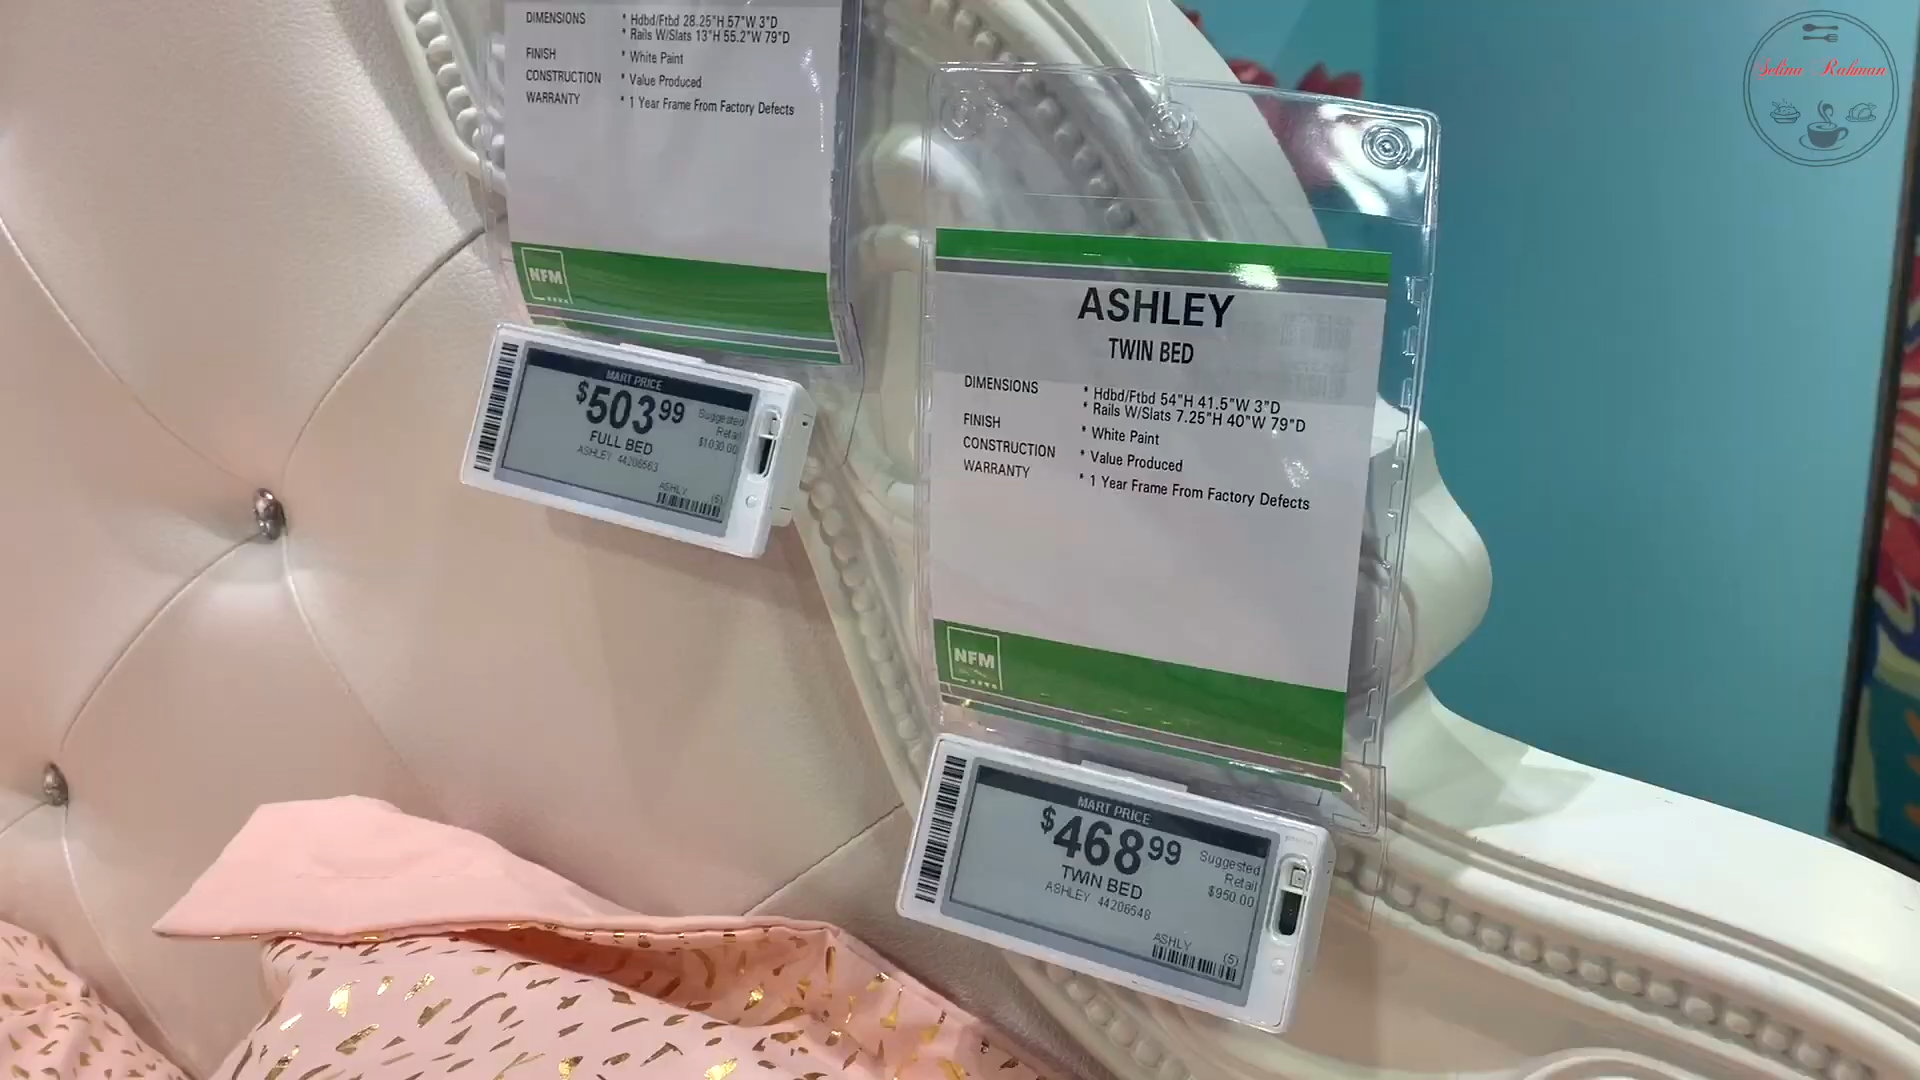 DIMENSIONS * Hdbd/Ftbd 28.25"H 57"W 3"D
* Rails W/Slats 13"H 55.2"W 79"D
FINISH * White Paint
CONSTRUCTION * Value Produced
WARRANTY * 1 Year Frame From Factory Defects
NFM
MART PRICE
$503 99
Suggested
Retail
$1030.00
FULL BED
ASHLEY 44206563
ASHLY (5)
ASHLEY
TWIN BED
DIMENSIONS * Hdbd/Ftbd 54"H 41.5"W 3"D
* Rails W/Slats 7.25"H 40"W 79"D
FINISH * White Paint
CONSTRUCTION * Value Produced
WARRANTY * 1 Year Frame From Factory Defects
NFM
MART PRICE
$468 99
Suggested
Retail
$950.00
TWIN BED
ASHLEY 44206548
ASHLY (5)
Selina Rahman